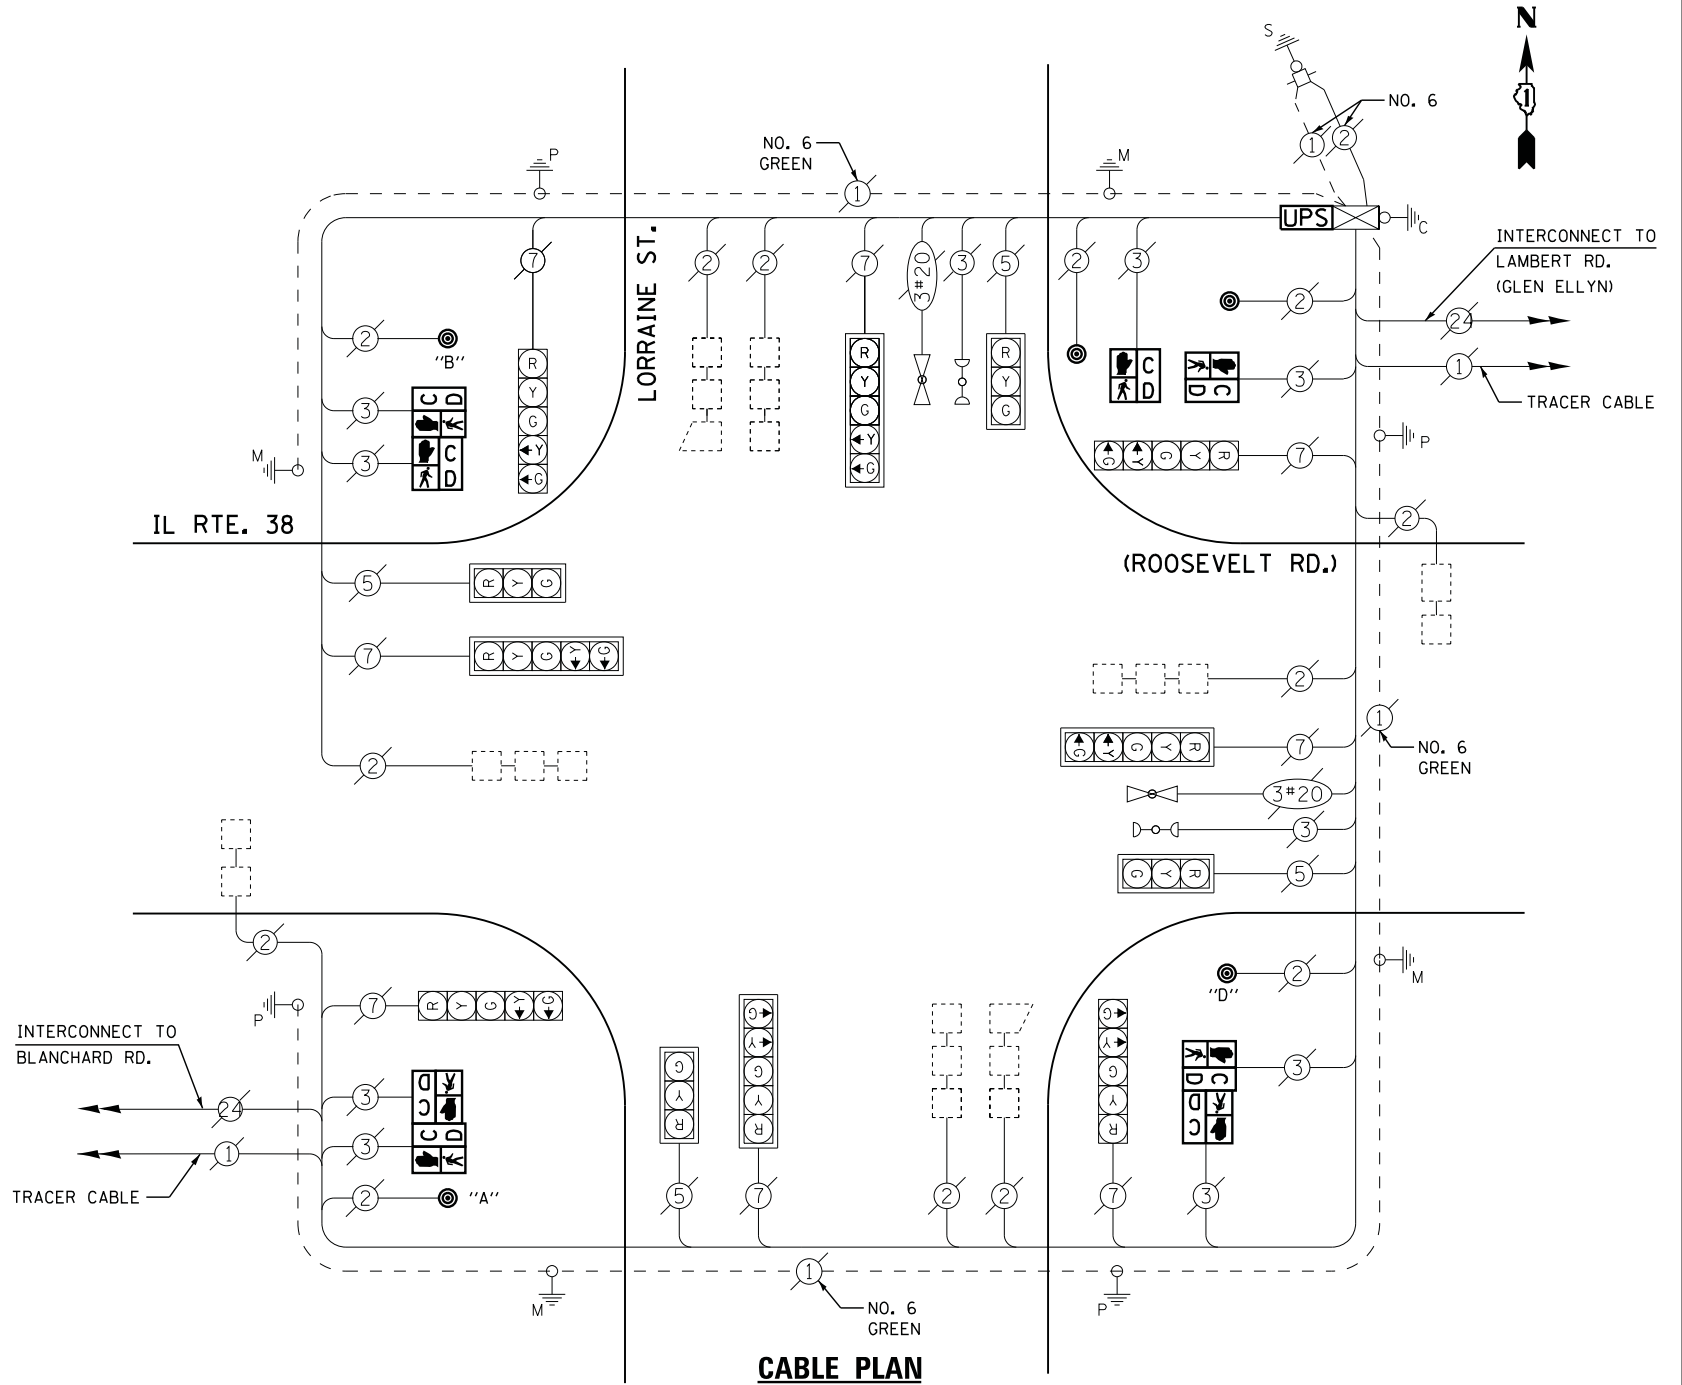 S
N
1
NO. 6
1
2
NO. 6
GREEN
1
P
M
UPS
C
INTERCONNECT TO
LAMBERT RD.
(GLEN ELLYN)
24
1
TRACER CABLE
LORRAINE ST.
7
2
2
7
3#20
3
5
2
3
2
3
7
2
"B"
3
3
M
C D
C
D
R
Y
G
Y
G
R
Y
G
Y
G
R
Y
G
C
D
C D
R Y G Y G
P
2
IL RTE. 38
(ROOSEVELT RD.)
5
R Y G
7
R Y G Y G
2
2
7
R Y G Y G
3#20
3
5
R Y G
1
NO. 6
GREEN
2
P
7
R Y G Y G
INTERCONNECT TO
BLANCHARD RD.
24
1
TRACER CABLE
3
C D
3
C D
2
"A"
G
Y
R
5
G
Y
G
Y
R
7
2
2
G
Y
G
Y
R
7
2
"D"
M
3
C D
C D
3
M
1
NO. 6
GREEN
P
CABLE PLAN